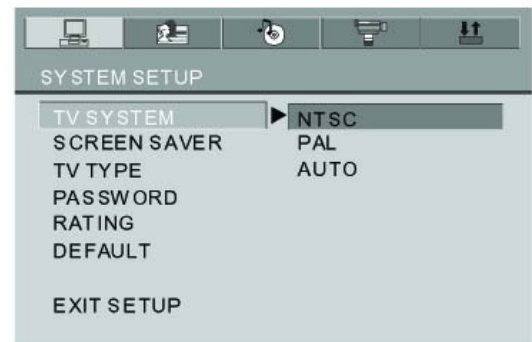 SYSTEM SETUP
TV SYSTEM NTSC
SCREEN SAVER PAL
TV TYPE AUTO
PASSWORD
RATING
DEFAULT
EXIT SETUP